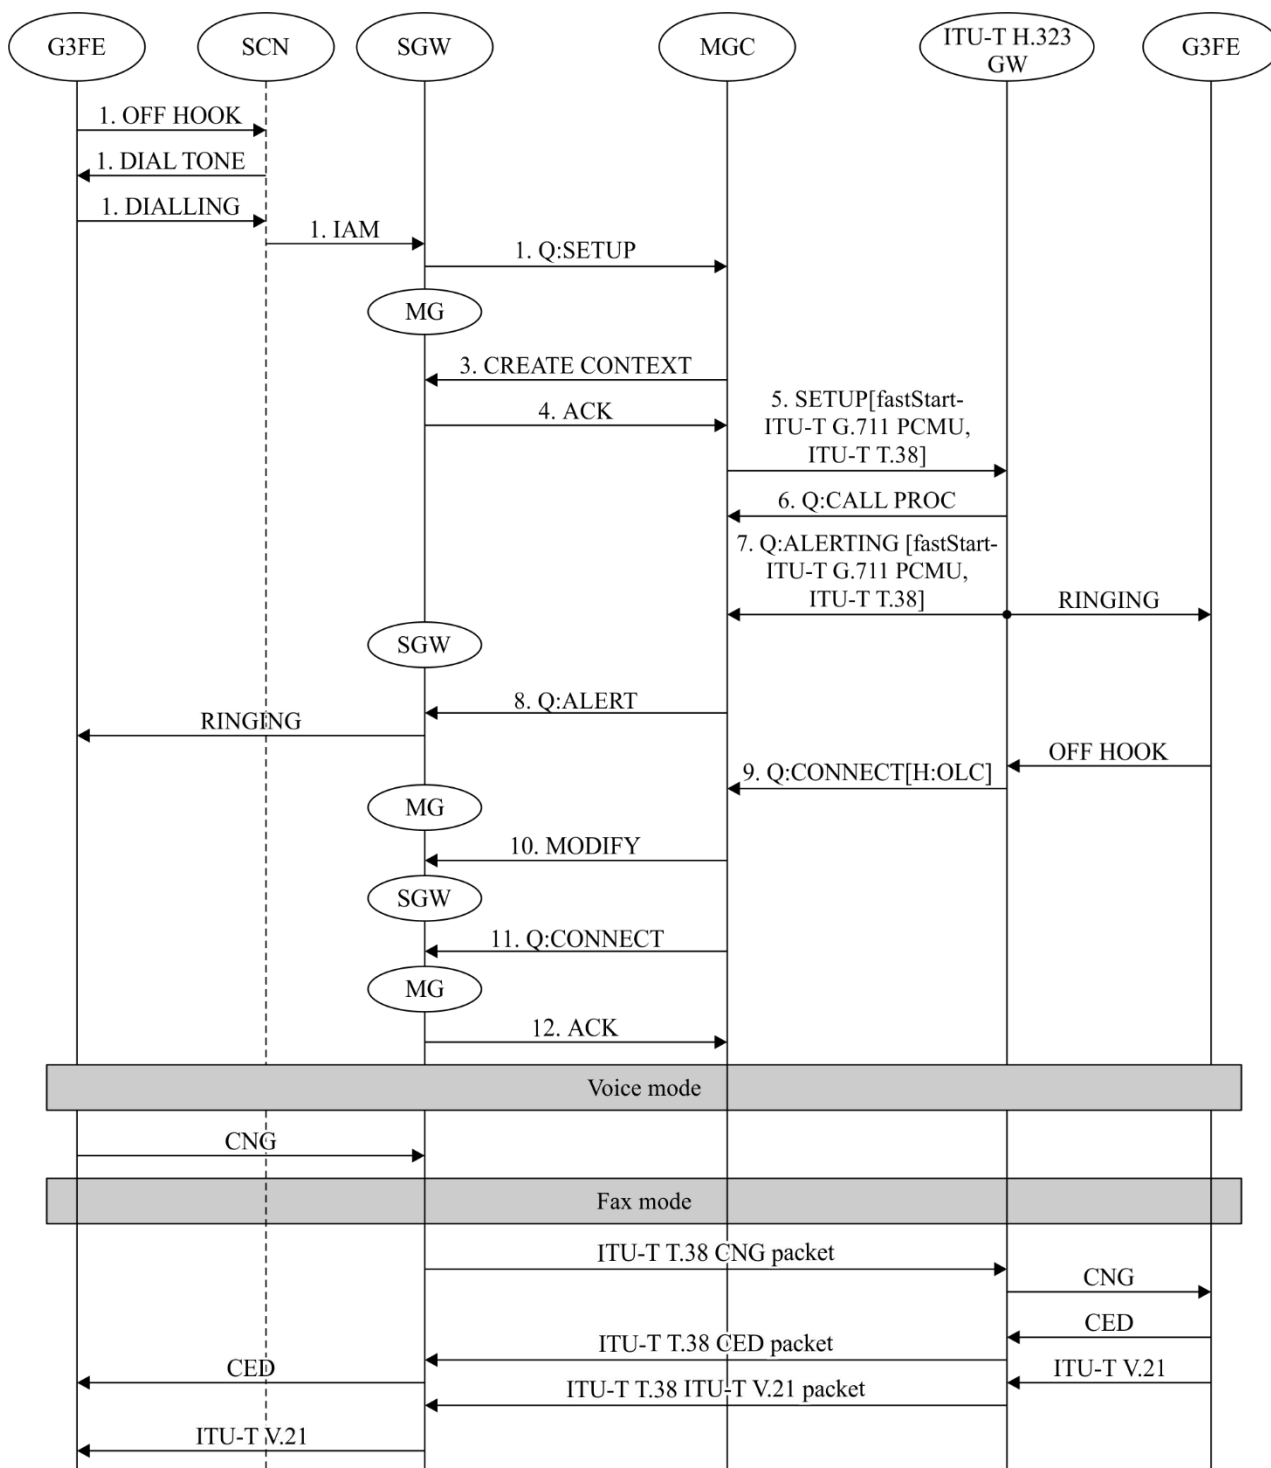 G3FE
SCN
SGW
MGC
ITU-T H.323
GW
G3FE
1. OFF HOOK
1. DIAL TONE
1. DIALLING
1. IAM
1. Q:SETUP
MG
3. CREATE CONTEXT
4. ACK
5. SETUP[fastStart-
ITU-T G.711 PCMU,
ITU-T T.38]
6. Q:CALL PROC
7. Q:ALERTING [fastStart-
ITU-T G.711 PCMU,
ITU-T T.38]
RINGING
SGW
8. Q:ALERT
RINGING
OFF HOOK
9. Q:CONNECT[H:OLC]
MG
10. MODIFY
SGW
11. Q:CONNECT
MG
12. ACK
Voice mode
CNG
Fax mode
ITU-T T.38 CNG packet
CNG
CED
ITU-T T.38 CED packet
CED
ITU-T V.21
ITU-T T.38 ITU-T V.21 packet
ITU-T V.21